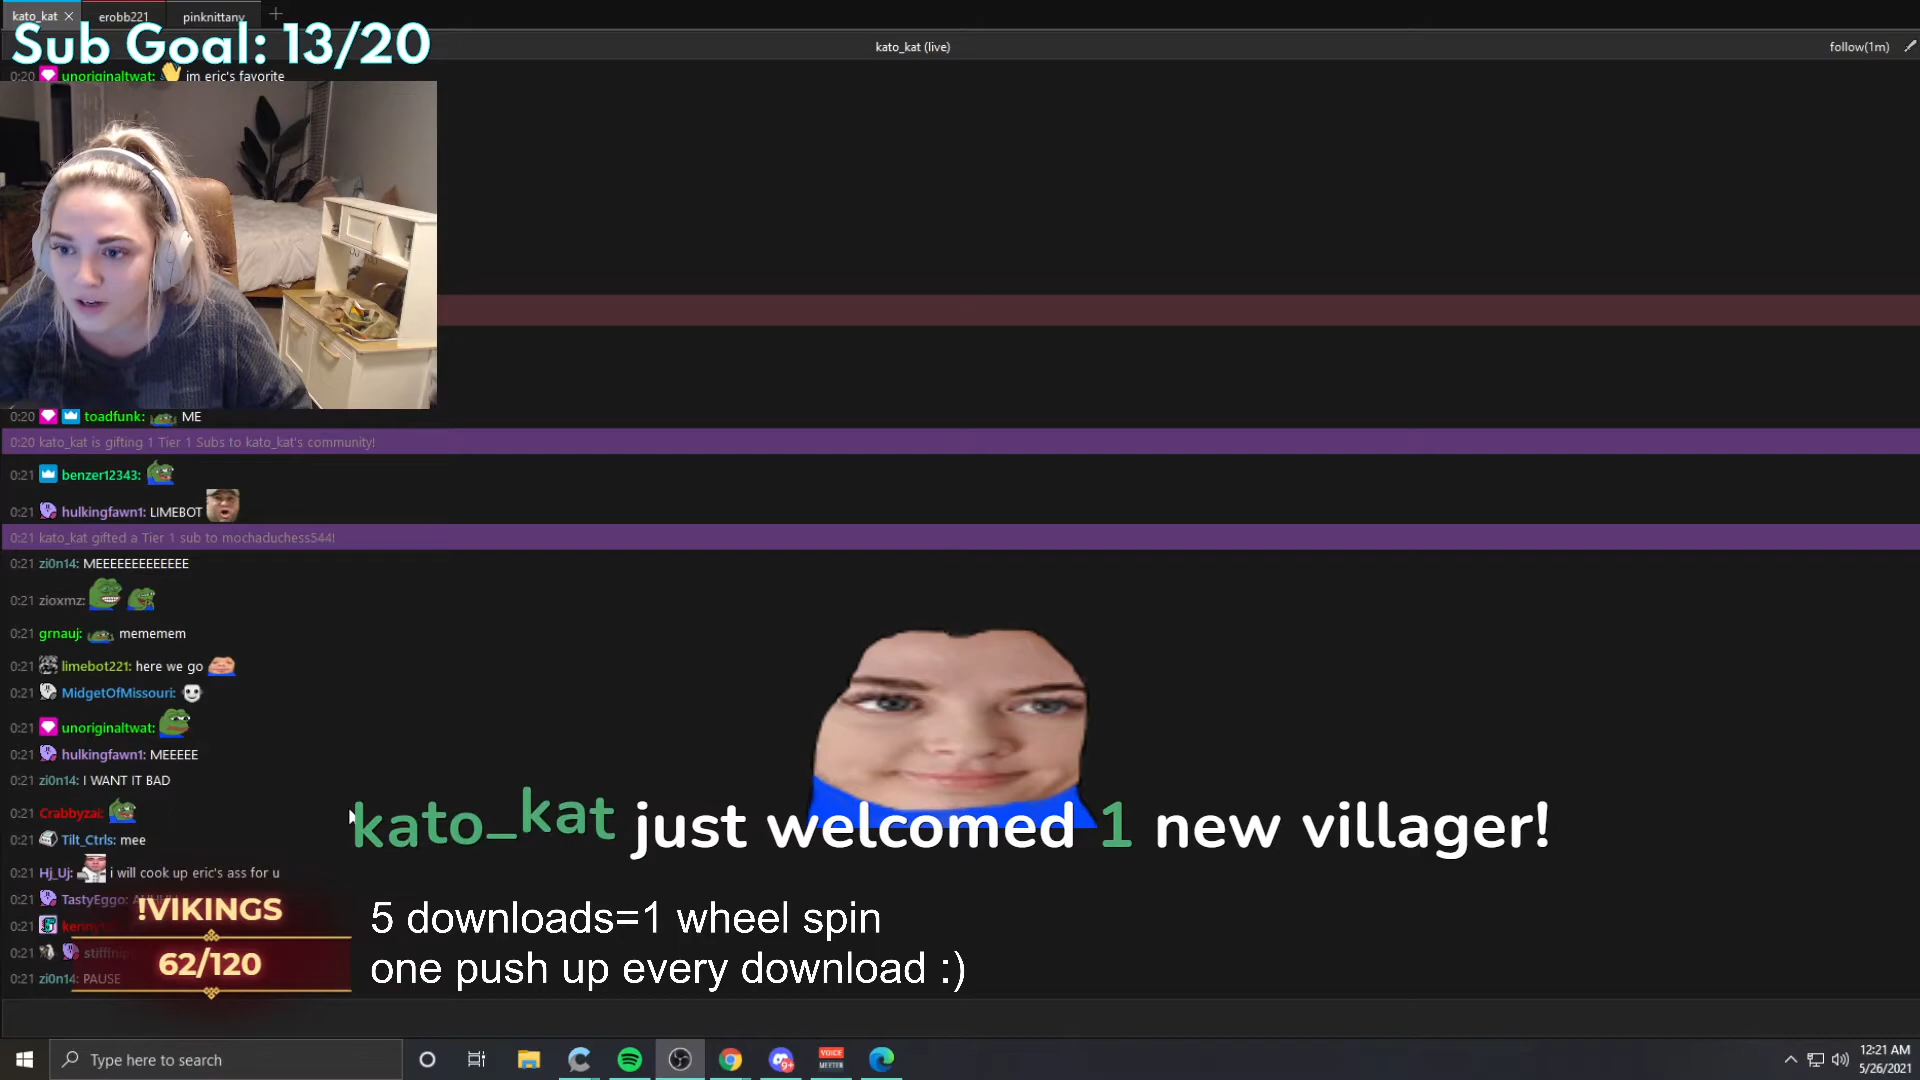 kato_kat
erobb221
pinknittany
Sub Goal: 13/20
kato_kat (live)
follow(1m)
0:20 unoriginaltwat: im eric's favorite
0:20 toadfunk: ME
0:20 kato_kat is gifting 1 Tier 1 Subs to kato_kat's community!
0:21 benzer12343:
0:21 hulkingfawn1: LIMEBOT
0:21 kato_kat gifted a Tier 1 sub to mochaduchess544!
0:21 zi0n14: MEEEEEEEEEEEEE
0:21 zioxmz:
0:21 grnauj: mememem
0:21 limebot221: here we go
0:21 MidgetOfMissouri:
0:21 unoriginaltwat:
0:21 hulkingfawn1: MEEEEE
0:21 zi0n14: I WANT IT BAD
0:21 Crabbyzai:
0:21 Tilt_Ctrls: mee
0:21 Hj_Uj: i will cook up eric's ass for u
0:21 TastyEggo:
0:21
0:21
0:21 zi0n14: PAUSE
kato_kat just welcomed 1 new villager!
!VIKINGS
62/120
5 downloads=1 wheel spin
one push up every download :)
Type here to search
9+
VOICE
MEETER
12:21 AM
5/26/2021